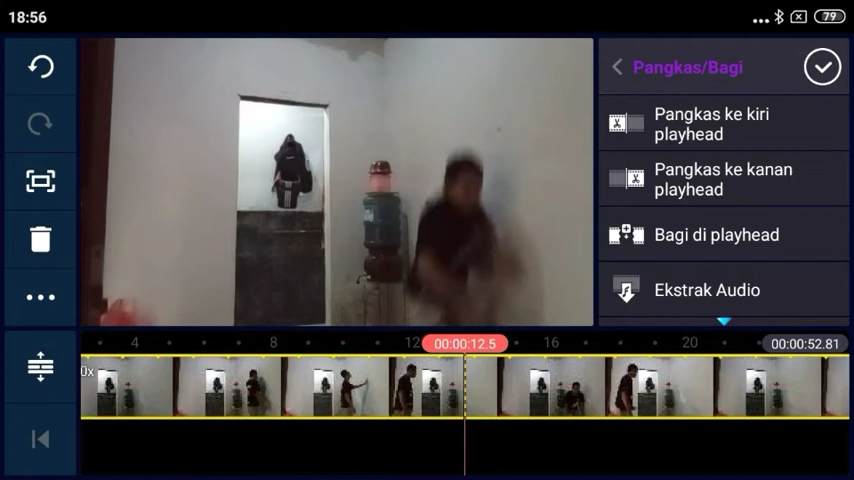 18:56
79
Pangkas/Bagi
Pangkas ke kiri
playhead
Pangkas ke kanan
playhead
Bagi di playhead
Ekstrak Audio
4
8
12
00:00:12.5
16
20
00:00:52.81
0x